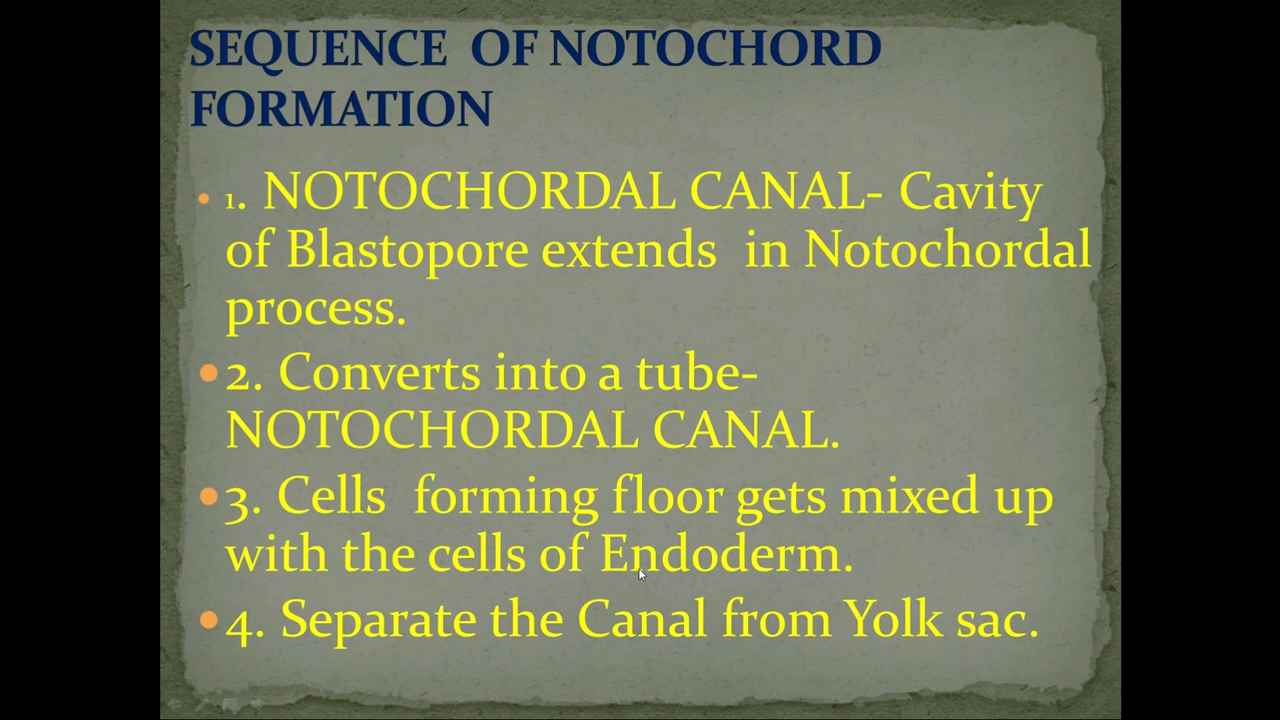 SEQUENCE OF NOTOCHORD
FORMATION
• 1. NOTOCHORDAL CANAL- Cavity
of Blastopore extends in Notochordal
process.
• 2. Converts into a tube-
NOTOCHORDAL CANAL.
• 3. Cells forming floor gets mixed up
with the cells of Endoderm.
• 4. Separate the Canal from Yolk sac.